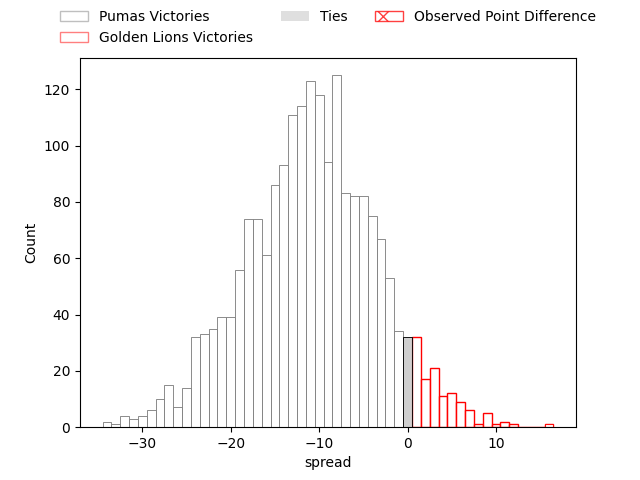 Pumas Victories
Golden Lions Victories
Ties
Observed Point Difference
Count
120
100
80
60
40
20
0
−30
−20
−10
0
10
spread